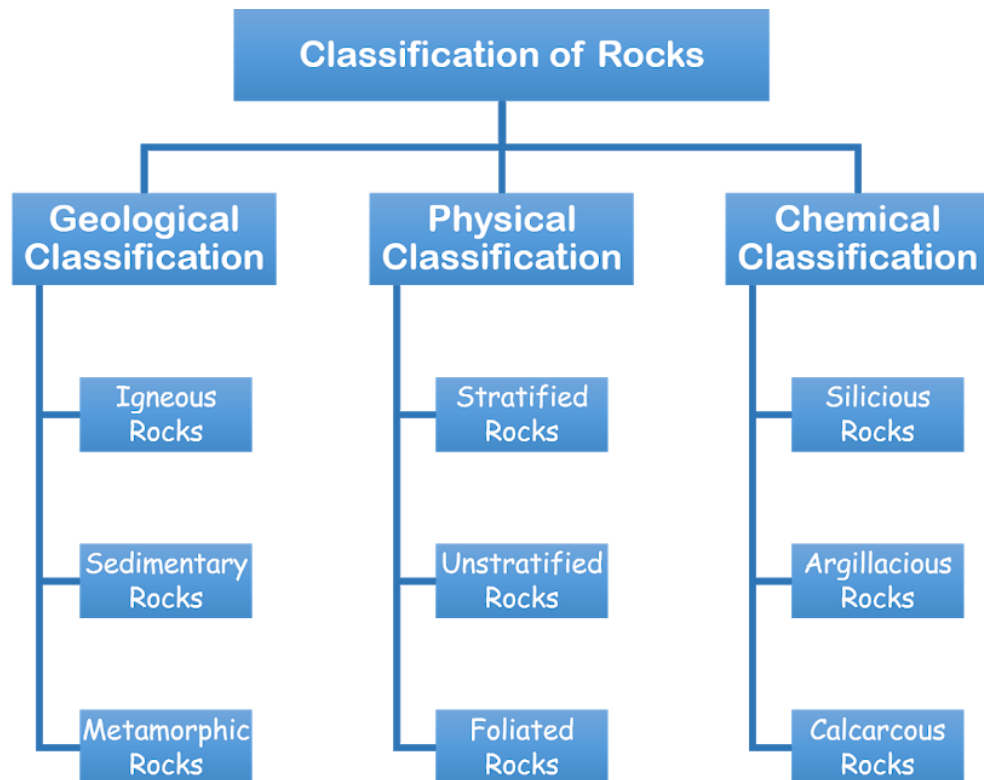 Classification of Rocks
Geological
Classification
Physical
Classification
Chemical
Classification
Igneous
Rocks
Sedimentary
Rocks
Metamorphic
Rocks
Stratified
Rocks
Unstratified
Rocks
Foliated
Rocks
Silicious
Rocks
Argillacious
Rocks
Calcarcous
Rocks